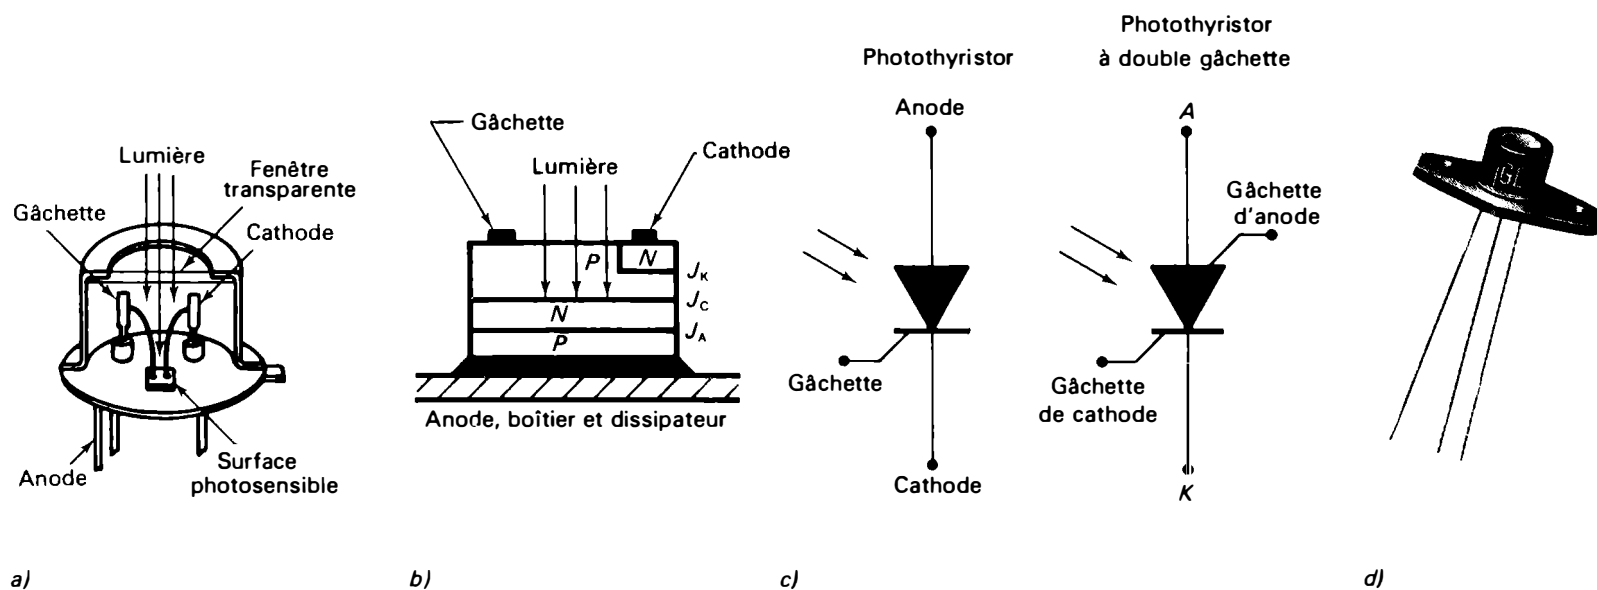 Lumière
Fenêtre
transparente
Gâchette
Cathode
Anode
Surface
photosensible
a)
Gâchette
Lumière
Cathode
P
N
J_K
J_C
N
J_A
P
Anode, boîtier et dissipateur
b)
Photothyristor
Anode
Gâchette
Cathode
Photothyristor
à double gâchette
A
Gâchette
d'anode
Gâchette
de cathode
K
c)
d)